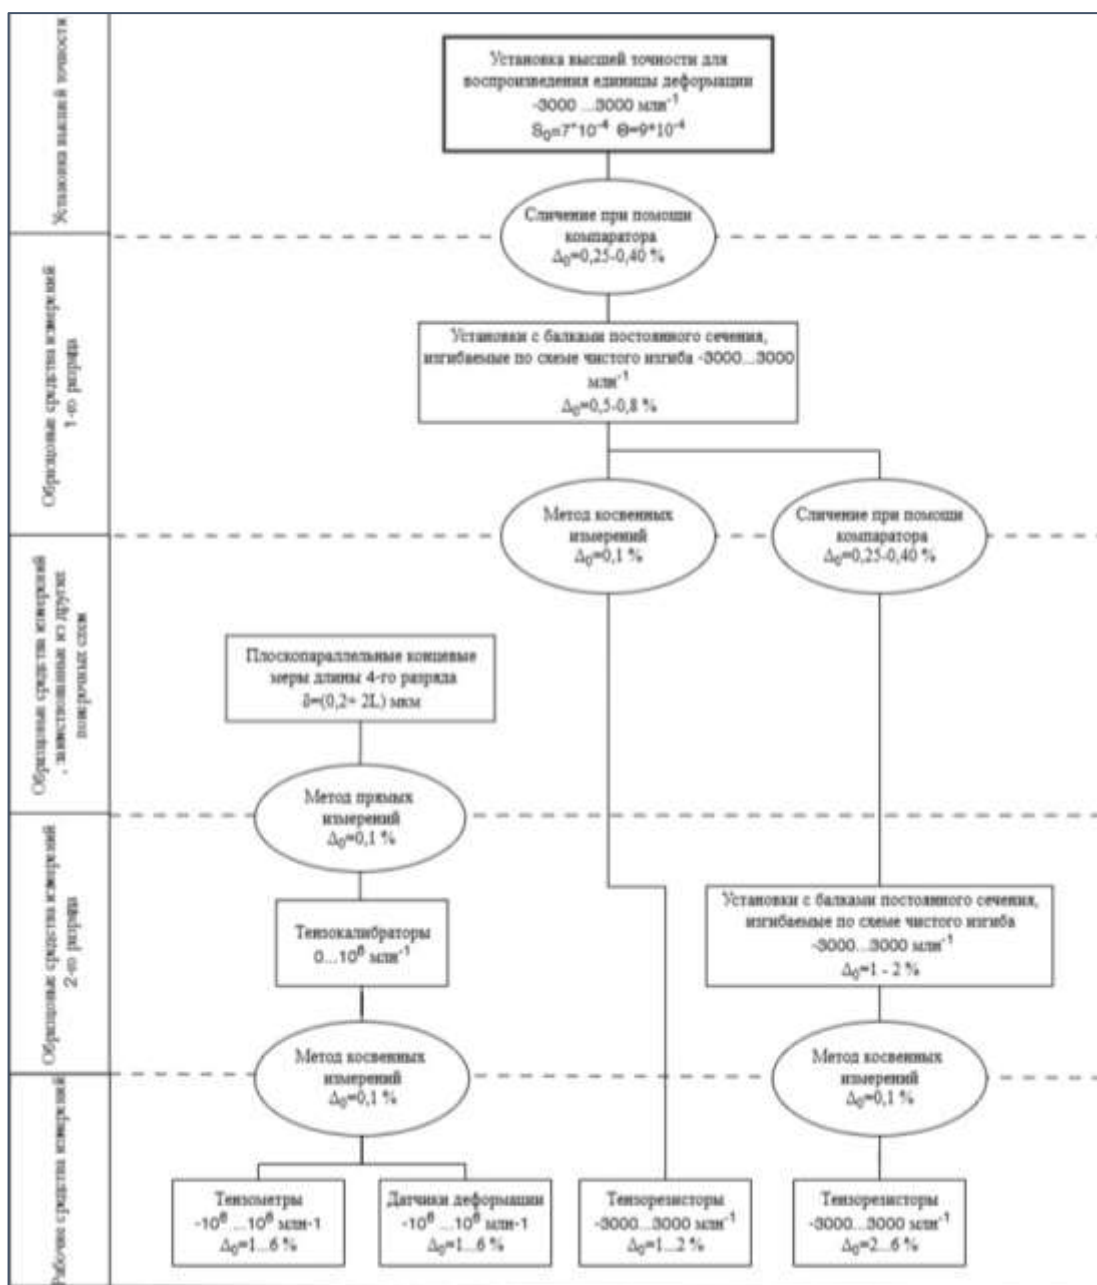 Установка высшей точности
Установка высшей точности для
воспроизведения единицы деформации
-3000 ...3000 млн⁻¹
S₀=7*10⁻⁴ Θ=9*10⁻⁴
Сличение при помощи
компаратора
Δ₀=0,25-0,40 %
Образцовые средства измерений
1-го разряда
Установки с балками постоянного сечения,
изгибаемые по схеме чистого изгиба -3000...3000
млн⁻¹
Δ₀=0,5-0,8 %
Метод косвенных
измерений
Δ₀=0,1 %
Сличение при помощи
компаратора
Δ₀=0,25-0,40 %
Образцовые средства измерений
, заимствованные из других
поверочных схем
Плоскопараллельные концевые
меры длины 4-го разряда
δ=(0,2+ 2L) мкм
Метод прямых
измерений
Δ₀=0,1 %
Образцовые средства измерений
2-го разряда
Тензокалибраторы
0...10⁶ млн⁻¹
Установки с балками постоянного сечения,
изгибаемые по схеме чистого изгиба
-3000...3000 млн⁻¹
Δ₀=1 - 2 %
Метод косвенных
измерений
Δ₀=0,1 %
Метод косвенных
измерений
Δ₀=0,1 %
Рабочие средства измерений
Тензометры
-10⁶ ...10⁶ млн-1
Δ₀=1...6 %
Датчики деформации
-10⁶ ...10⁶ млн-1
Δ₀=1...6 %
Тензорезисторы
-3000...3000 млн⁻¹
Δ₀=1...2 %
Тензорезисторы
-3000...3000 млн⁻¹
Δ₀=2...6 %